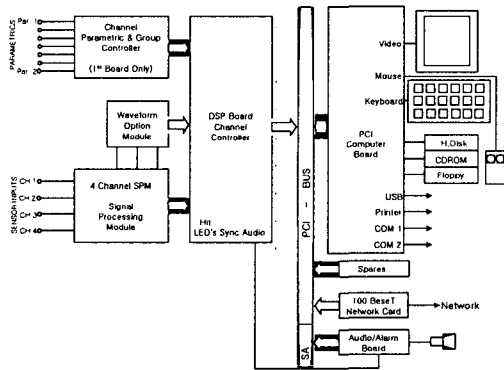 PARAMETRICS
Par 1
Par 2
Channel
Parametric & Group
Controller
(1st Board Only)
Waveform
Option
Module
SENSOR INPUTS
CH 1
CH 2
CH 3
CH 4
4 Channel SPM
Signal
Processing
Module
DSP Board
Channel
Controller
Hit
LED's Sync Audio
PCI - BUS
SA
PCI
Computer
Board
Video
Mouse
Keyboard
H.Disk
CDROM
Floppy
USB
Printer
COM 1
COM 2
Spares
100 BaseT
Network Card
Network
Audio/Alarm
Board